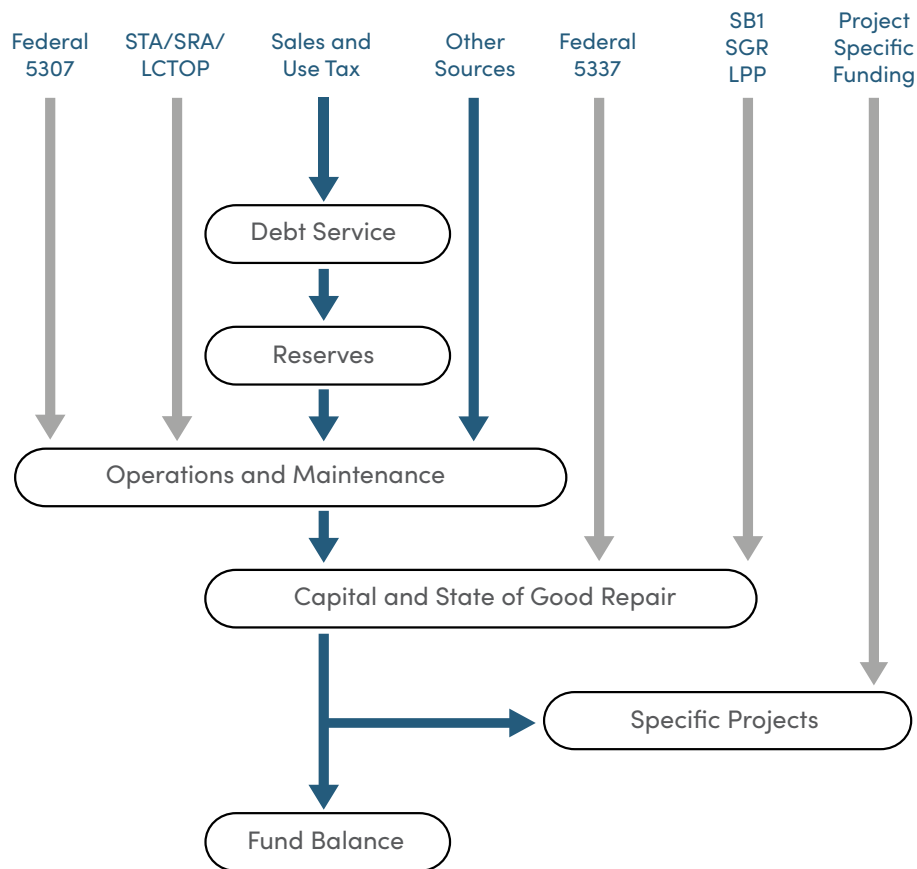 Federal
5307
STA/SRA/
LCTOP
Sales and
Use Tax
Other
Sources
Federal
5337
SB1
SGR
LPP
Project
Specific
Funding
Debt Service
Reserves
Operations and Maintenance
Capital and State of Good Repair
Specific Projects
Fund Balance